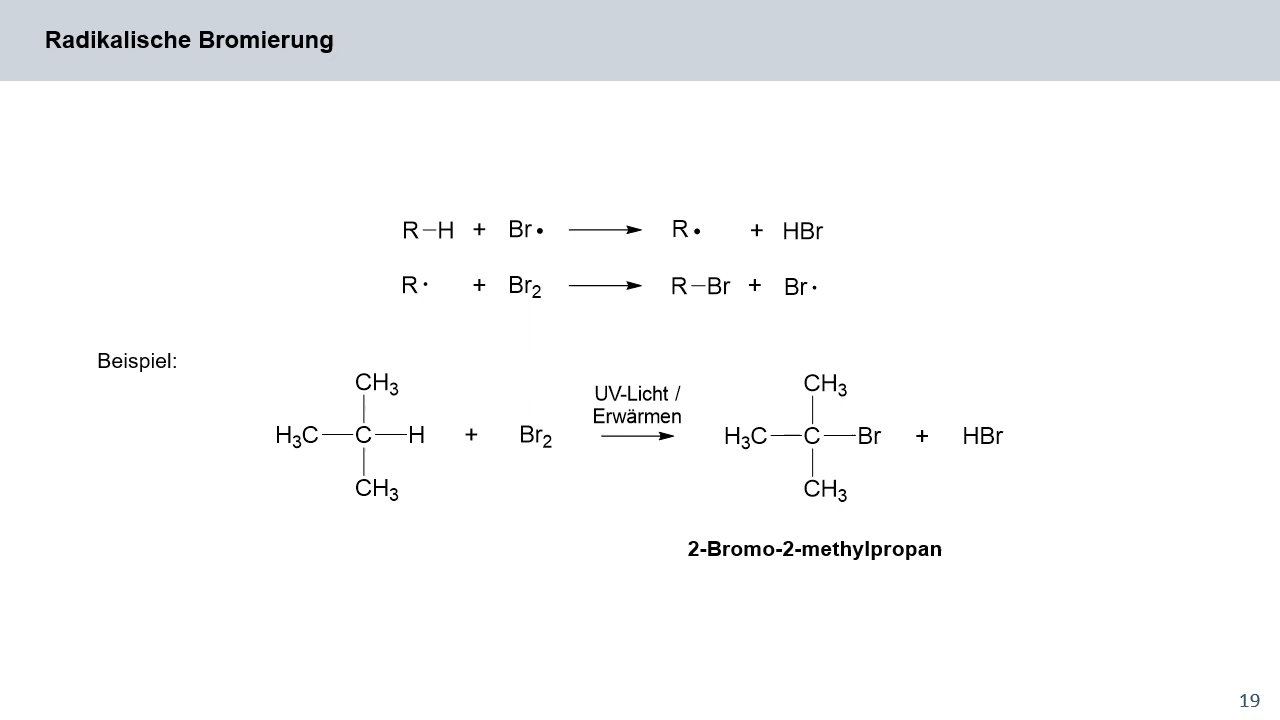 Radikalische Bromierung
R−H + Br• ⟶ R• + HBr
R· + Br₂ ⟶ R−Br + Br·
Beispiel:
CH₃ UV-Licht / CH₃
Erwärmen
H₃C—C—H + Br₂ ⟶ H₃C—C—Br + HBr
CH₃ CH₃
2-Bromo-2-methylpropan
19